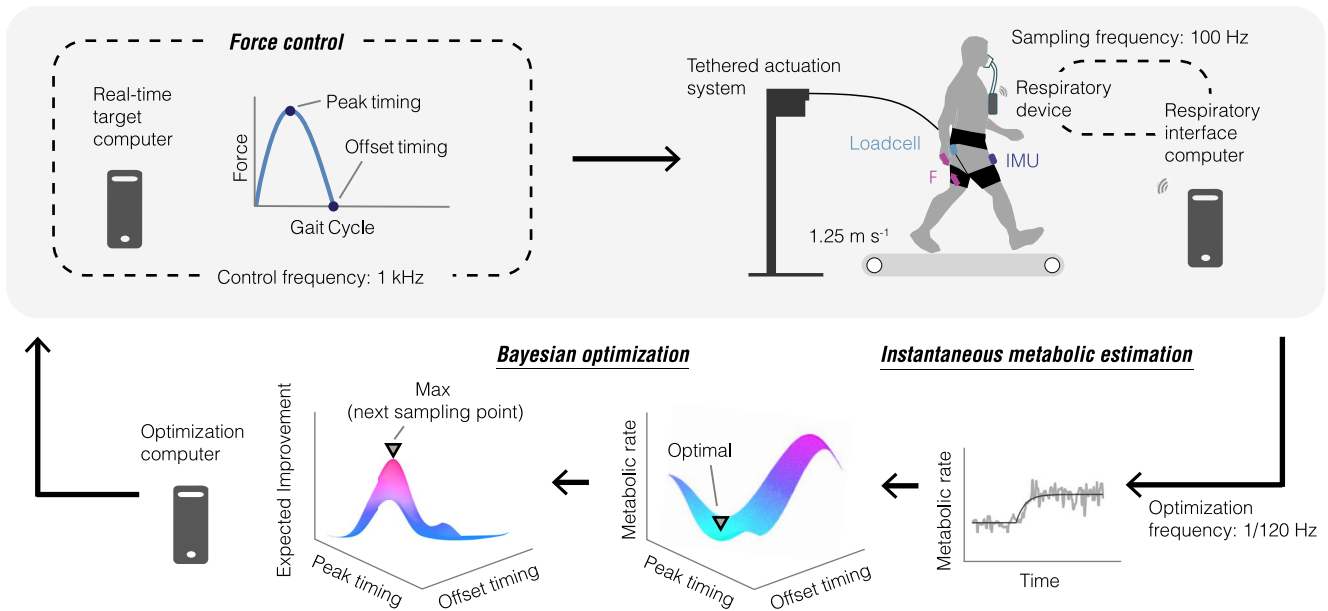 Force control
Real-time
target
computer
Force
Peak timing
Offset timing
Gait Cycle
Control frequency: 1 kHz
Tethered actuation
system
Sampling frequency: 100 Hz
Respiratory
device
Respiratory
interface
computer
Loadcell
IMU
F
1.25 m s⁻¹
Bayesian optimization
Instantaneous metabolic estimation
Optimization
computer
Expected Improvement
Max
(next sampling point)
Peak timing
Offset timing
Metabolic rate
Optimal
Peak timing
Offset timing
Metabolic rate
Time
Optimization
frequency: 1/120 Hz